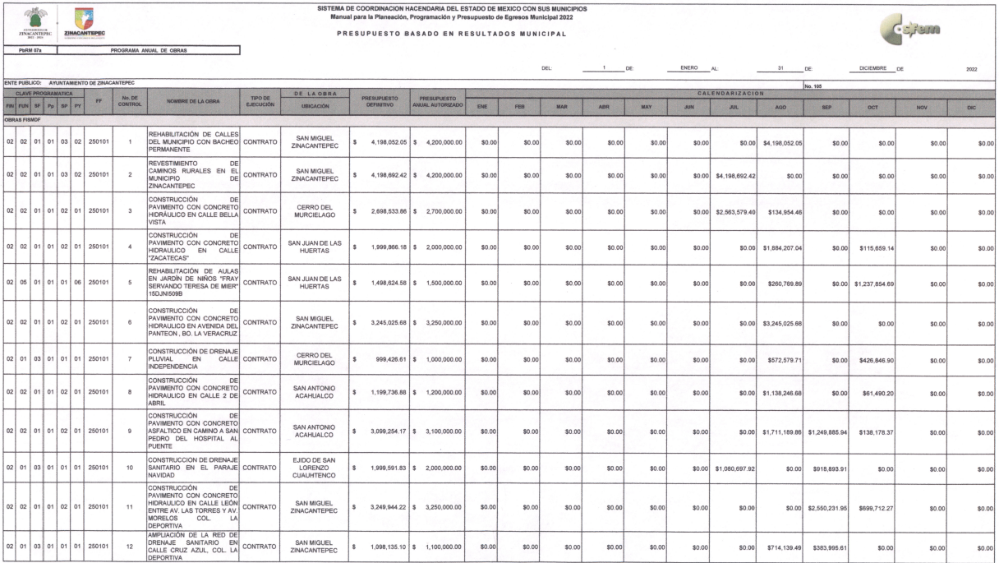 SISTEMA DE COORDINACION HACENDARIA DEL ESTADO DE MEXICO CON SUS MUNICIPIOS
Manual para la Planeación, Programación y Presupuesto de Egresos Municipal 2022
PRESUPUESTO BASADO EN RESULTADOS MUNICIPAL
ZINACANTEPEC ZINACANTEPEC
PbRM 07a PROGRAMA ANUAL DE OBRAS
DEL: 1 DE: ENERO AL: 31 DE: DICIEMBRE DE 2022
ENTE PUBLICO: AYUNTAMIENTO DE ZINACANTEPEC No. 105
CLAVE PROGRAMATICA FF No. DE CONTROL NOMBRE DE LA OBRA TIPO DE EJECUCIÓN DE LA OBRA PRESUPUESTO DEFINITIVO PRESUPUESTO ANUAL AUTORIZADO CALENDARIZACION
FIN FUN SF Pp SP PY UBICACIÓN ENE FEB MAR ABR MAY JUN JUL AGO SEP OCT NOV DIC
OBRAS FISMDF
02 02 01 01 03 02 250101 1 REHABILITACIÓN DE CALLES DEL MUNICIPIO CON BACHEO PERMANENTE CONTRATO SAN MIGUEL ZINACANTEPEC $ 4,198,052.05 $ 4,200,000.00 $0.00 $0.00 $0.00 $0.00 $0.00 $0.00 $0.00 $4,198,052.05 $0.00 $0.00 $0.00 $0.00
02 02 01 01 03 02 250101 2 REVESTIMIENTO DE CAMINOS RURALES EN EL MUNICIPIO DE ZINACANTEPEC CONTRATO SAN MIGUEL ZINACANTEPEC $ 4,198,692.42 $ 4,200,000.00 $0.00 $0.00 $0.00 $0.00 $0.00 $0.00 $4,198,692.42 $0.00 $0.00 $0.00 $0.00 $0.00
02 02 01 01 02 01 250101 3 CONSTRUCCIÓN DE PAVIMENTO CON CONCRETO HIDRÁULICO EN CALLE BELLA VISTA CONTRATO CERRO DEL MURCIELAGO $ 2,698,533.86 $ 2,700,000.00 $0.00 $0.00 $0.00 $0.00 $0.00 $0.00 $2,563,579.40 $134,954.46 $0.00 $0.00 $0.00 $0.00
02 02 01 01 02 01 250101 4 CONSTRUCCIÓN DE PAVIMENTO CON CONCRETO HIDRAULICO EN CALLE "ZACATECAS" CONTRATO SAN JUAN DE LAS HUERTAS $ 1,999,866.18 $ 2,000,000.00 $0.00 $0.00 $0.00 $0.00 $0.00 $0.00 $0.00 $1,884,207.04 $0.00 $115,659.14 $0.00 $0.00
02 05 01 01 01 06 250101 5 REHABILITACIÓN DE AULAS EN JARDÍN DE NIÑOS "FRAY SERVANDO TERESA DE MIER" 15DJNI509B CONTRATO SAN JUAN DE LAS HUERTAS $ 1,498,624.58 $ 1,500,000.00 $0.00 $0.00 $0.00 $0.00 $0.00 $0.00 $0.00 $260,769.89 $0.00 $1,237,854.69 $0.00 $0.00
02 02 01 01 02 01 250101 6 CONSTRUCCIÓN DE PAVIMENTO CON CONCRETO HIDRAULICO EN AVENIDA DEL PANTEON , BO. LA VERACRUZ CONTRATO SAN MIGUEL ZINACANTEPEC $ 3,245,025.68 $ 3,250,000.00 $0.00 $0.00 $0.00 $0.00 $0.00 $0.00 $0.00 $3,245,025.68 $0.00 $0.00 $0.00 $0.00
02 01 03 01 01 01 250101 7 CONSTRUCCIÓN DE DRENAJE PLUVIAL EN CALLE INDEPENDENCIA CONTRATO CERRO DEL MURCIELAGO $ 999,426.61 $ 1,000,000.00 $0.00 $0.00 $0.00 $0.00 $0.00 $0.00 $0.00 $572,579.71 $0.00 $426,846.90 $0.00 $0.00
02 02 01 01 02 01 250101 8 CONSTRUCCIÓN DE PAVIMENTO CON CONCRETO HIDRAULICO EN CALLE 2 DE ABRIL CONTRATO SAN ANTONIO ACAHUALCO $ 1,199,736.88 $ 1,200,000.00 $0.00 $0.00 $0.00 $0.00 $0.00 $0.00 $0.00 $1,138,246.68 $0.00 $61,490.20 $0.00 $0.00
02 02 01 01 02 01 250101 9 CONSTRUCCIÓN DE PAVIMENTO CON CONCRETO ASFALTICO EN CAMINO A SAN PEDRO DEL HOSPITAL AL PUENTE CONTRATO SAN ANTONIO ACAHUALCO $ 3,099,254.17 $ 3,100,000.00 $0.00 $0.00 $0.00 $0.00 $0.00 $0.00 $0.00 $1,711,189.86 $1,249,885.94 $138,178.37 $0.00 $0.00
02 01 03 01 01 01 250101 10 CONSTRUCCION DE DRENAJE SANITARIO EN EL PARAJE NAVIDAD CONTRATO EJIDO DE SAN LORENZO CUAUHTENCO $ 1,999,591.83 $ 2,000,000.00 $0.00 $0.00 $0.00 $0.00 $0.00 $0.00 $1,080,697.92 $0.00 $918,893.91 $0.00 $0.00 $0.00
02 02 01 01 02 01 250101 11 CONSTRUCCIÓN DE PAVIMENTO CON CONCRETO HIDRAULICO EN CALLE LEÓN ENTRE AV. LAS TORRES Y AV. MORELOS COL. LA DEPORTIVA CONTRATO SAN MIGUEL ZINACANTEPEC $ 3,249,944.22 $ 3,250,000.00 $0.00 $0.00 $0.00 $0.00 $0.00 $0.00 $0.00 $0.00 $2,550,231.95 $699,712.27 $0.00 $0.00
02 01 03 01 01 01 250101 12 AMPLIACIÓN DE LA RED DE DRENAJE SANITARIO EN CALLE CRUZ AZUL, COL. LA DEPORTIVA CONTRATO SAN MIGUEL ZINACANTEPEC $ 1,098,135.10 $ 1,100,000.00 $0.00 $0.00 $0.00 $0.00 $0.00 $0.00 $0.00 $714,139.49 $383,995.61 $0.00 $0.00 $0.00